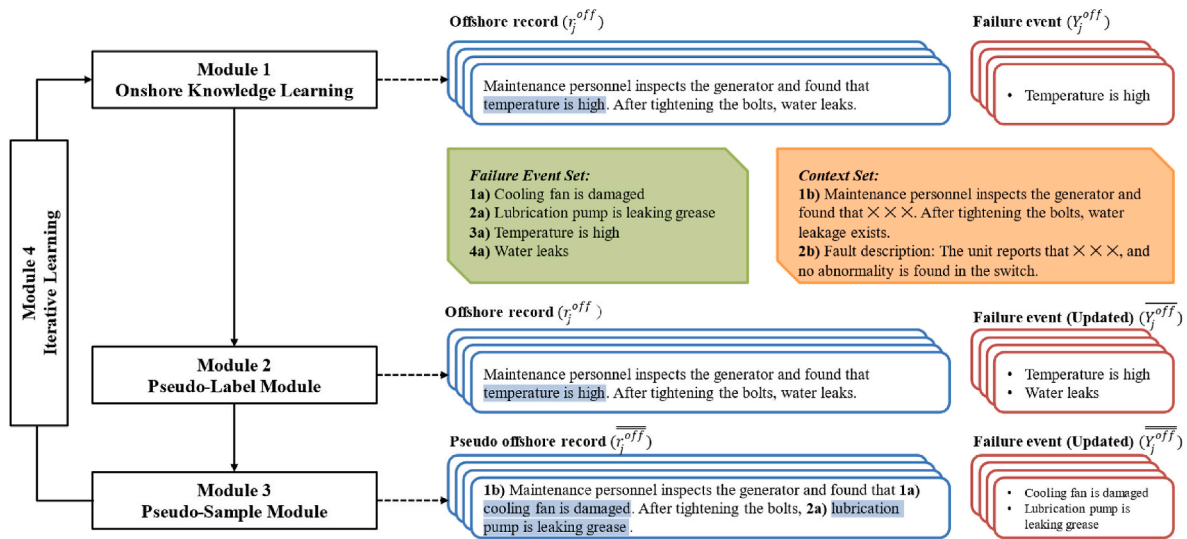 Offshore record (r_j^{off})
Failure event (Y_j^{off})
Module 1
Onshore Knowledge Learning
Maintenance personnel inspects the generator and found that
temperature is high. After tightening the bolts, water leaks.
• Temperature is high
Module 4
Iterative Learning
Failure Event Set:
1a) Cooling fan is damaged
2a) Lubrication pump is leaking grease
3a) Temperature is high
4a) Water leaks
Context Set:
1b) Maintenance personnel inspects the generator and
found that ×××. After tightening the bolts, water
leakage exists.
2b) Fault description: The unit reports that ×××, and
no abnormality is found in the switch.
Offshore record (r_j^{off})
Failure event (Updated) (\overline{Y_j^{off}})
Module 2
Pseudo-Label Module
Maintenance personnel inspects the generator and found that
temperature is high. After tightening the bolts, water leaks.
• Temperature is high
• Water leaks
Pseudo offshore record (\overline{\overline{r_j^{off}}})
Failure event (Updated) (\overline{\overline{Y_j^{off}}})
Module 3
Pseudo-Sample Module
1b) Maintenance personnel inspects the generator and found that 1a)
cooling fan is damaged. After tightening the bolts, 2a) lubrication
pump is leaking grease.
• Cooling fan is damaged
• Lubrication pump is
leaking grease